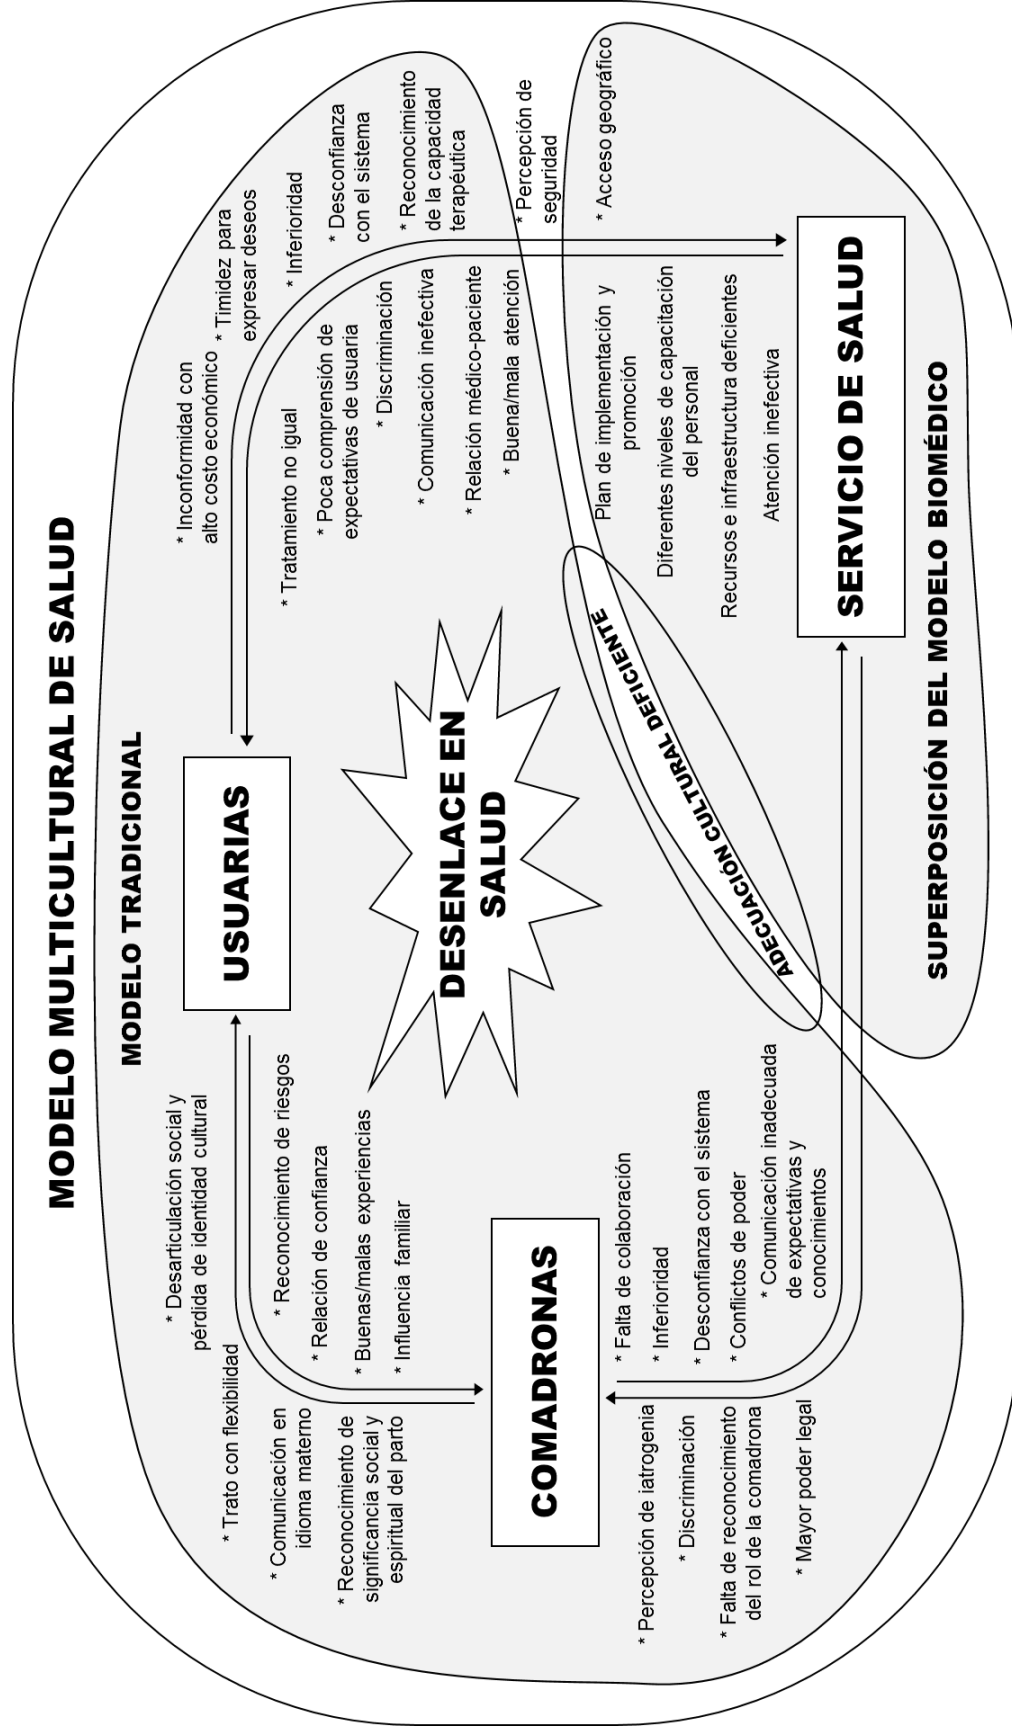 MODELO MULTICULTURAL DE SALUD
MODELO TRADICIONAL
USUARIAS
* Desarticulación social y
pérdida de identidad cultural
* Trato con flexibilidad
* Comunicación en
idioma materno
* Reconocimiento de
significancia social y
espiritual del parto
* Reconocimiento de riesgos
* Relación de confianza
* Buenas/malas experiencias
* Influencia familiar
* Inconformidad con
alto costo económico
* Timidez para
expresar deseos
* Inferioridad
* Desconfianza
con el sistema
* Reconocimiento
de la capacidad
terapéutica
* Percepción de
seguridad
* Acceso geográfico
* Tratamiento no igual
* Poca comprensión de
expectativas de usuaria
* Discriminación
* Comunicación inefectiva
* Relación médico-paciente
* Buena/mala atención
Plan de implementación y
promoción
Diferentes niveles de capacitación
del personal
Recursos e infraestructura deficientes
Atención inefectiva
DESENLACE EN
SALUD
ADECUACIÓN CULTURAL DEFICIENTE
COMADRONAS
* Falta de colaboración
* Inferioridad
* Desconfianza con el sistema
* Conflictos de poder
* Comunicación inadecuada
de expectativas y
conocimientos
* Percepción de iatrogenia
* Discriminación
* Falta de reconocimiento
del rol de la comadrona
* Mayor poder legal
SERVICIO DE SALUD
SUPERPOSICIÓN DEL MODELO BIOMÉDICO